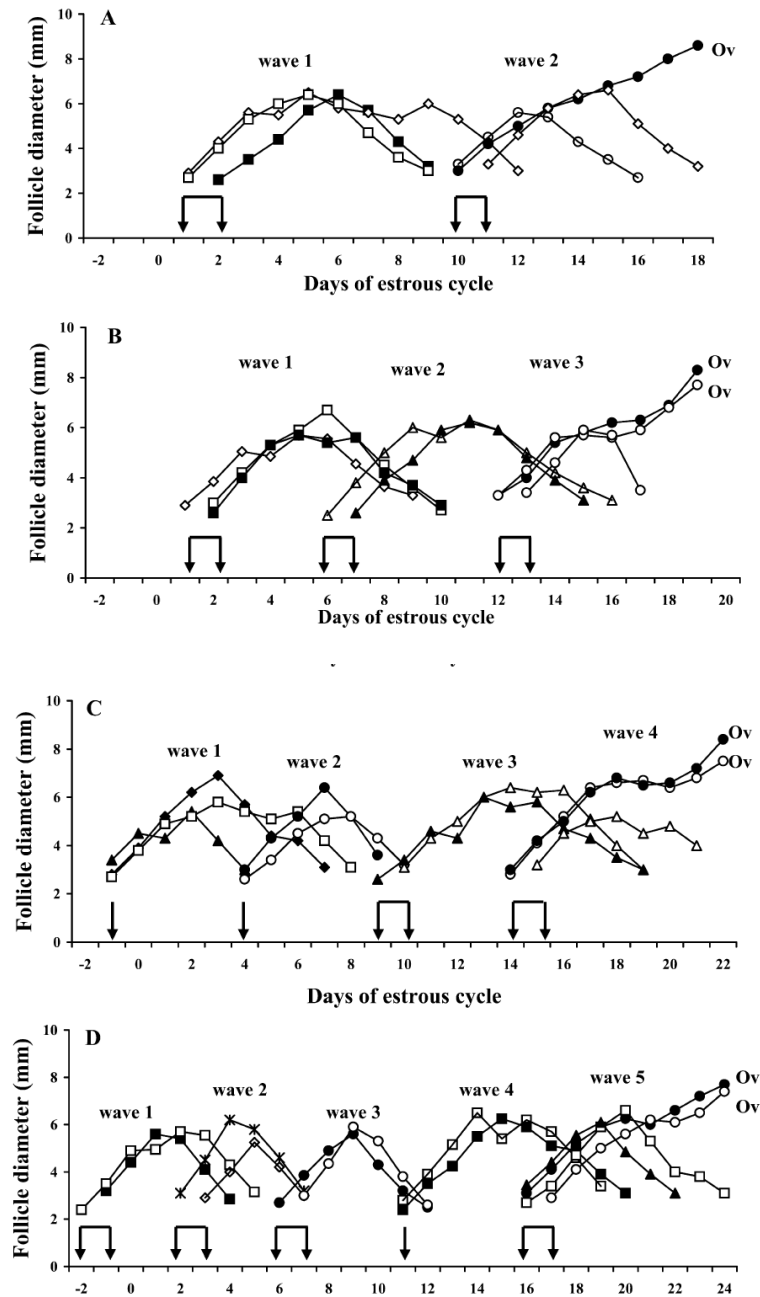 A
Follicle diameter (mm)
10
8
6
4
2
0
wave 1
wave 2
Ov
-2 0 2 4 6 8 10 12 14 16 18
Days of estrous cycle
B
Follicle diameter (mm)
10
8
6
4
2
0
wave 1
wave 2
wave 3
Ov
Ov
-2 0 2 4 6 8 10 12 14 16 18 20
Days of estrous cycle
C
Follicle diameter (mm)
10
8
6
4
2
0
wave 1
wave 2
wave 3
wave 4
Ov
Ov
-2 0 2 4 6 8 10 12 14 16 18 20 22
Days of estrous cycle
D
Follicle diameter (mm)
10
8
6
4
2
0
wave 1
wave 2
wave 3
wave 4
wave 5
Ov
Ov
-2 0 2 4 6 8 10 12 14 16 18 20 22 24